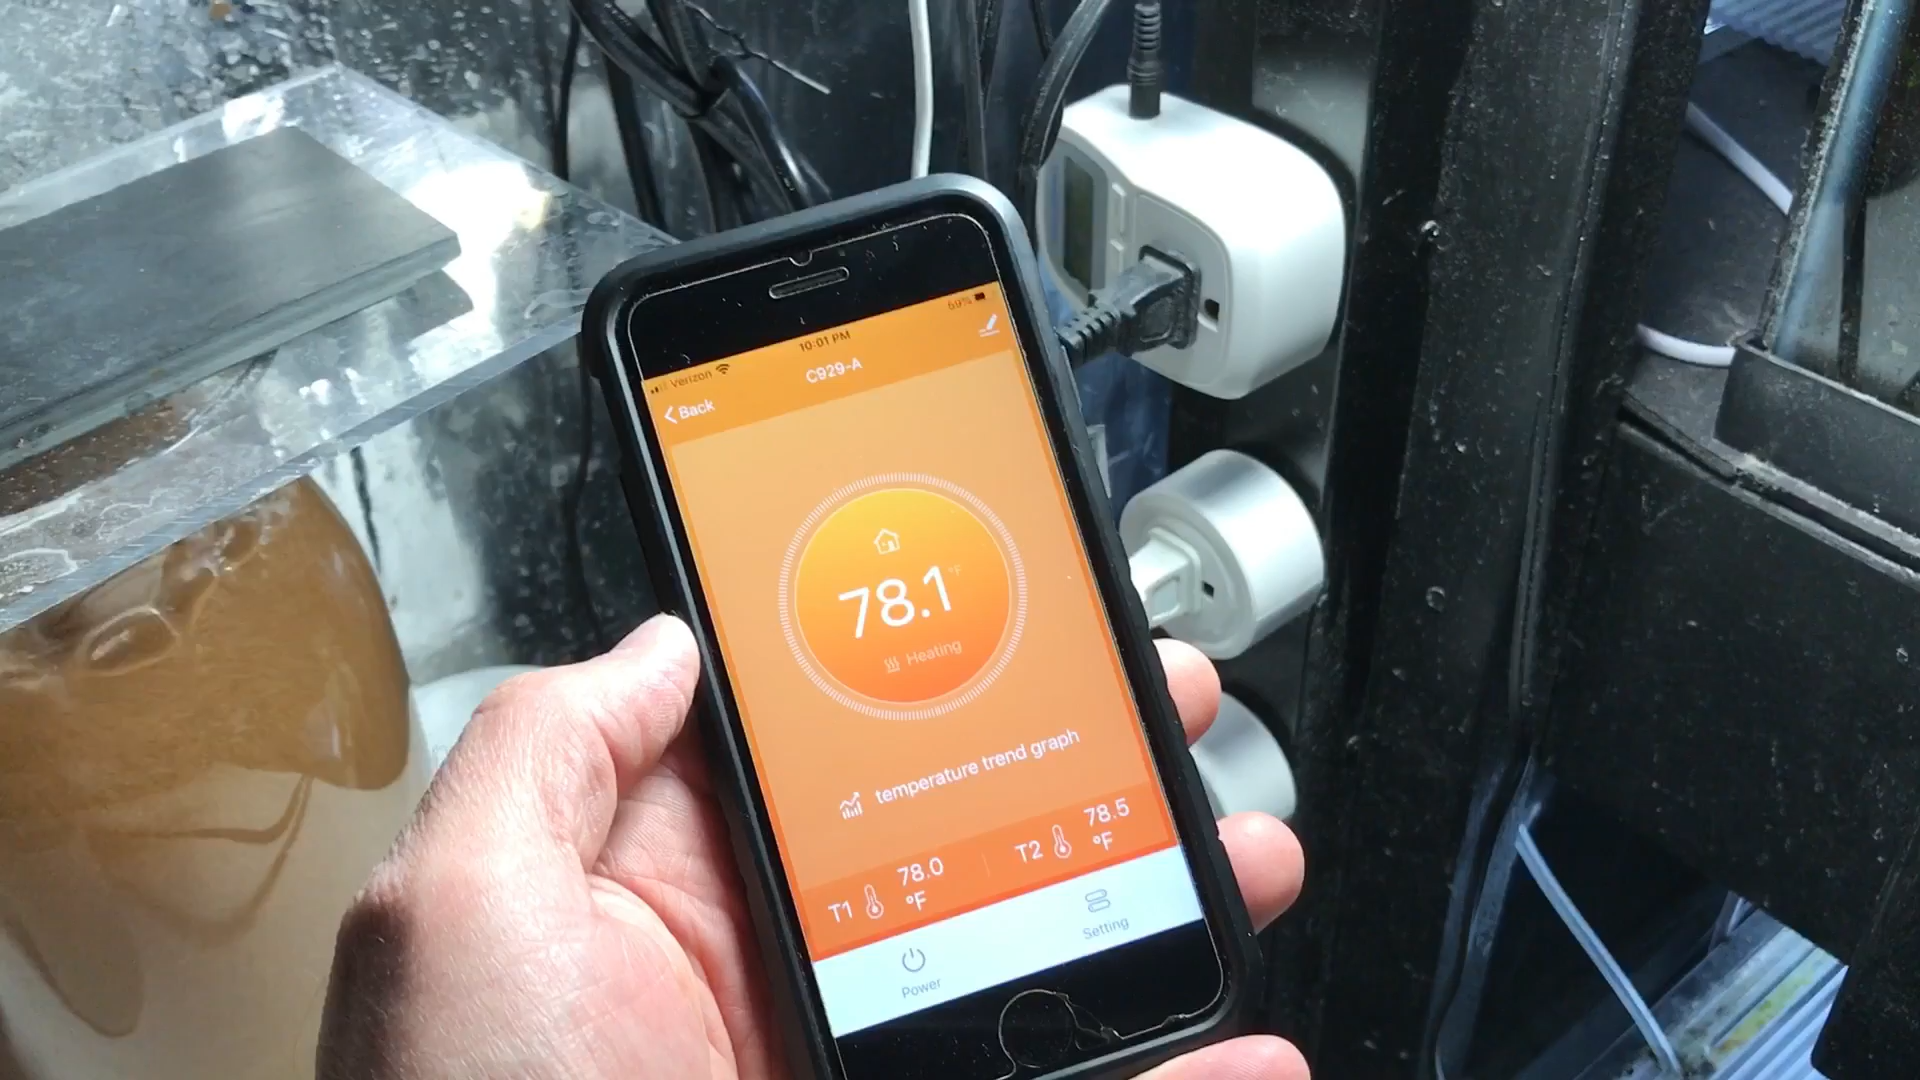 Verizon
10:01 PM
59%
Back
C929-A
78.1 °F
Heating
temperature trend graph
T1 78.0 °F
T2 78.5 °F
Power
Setting